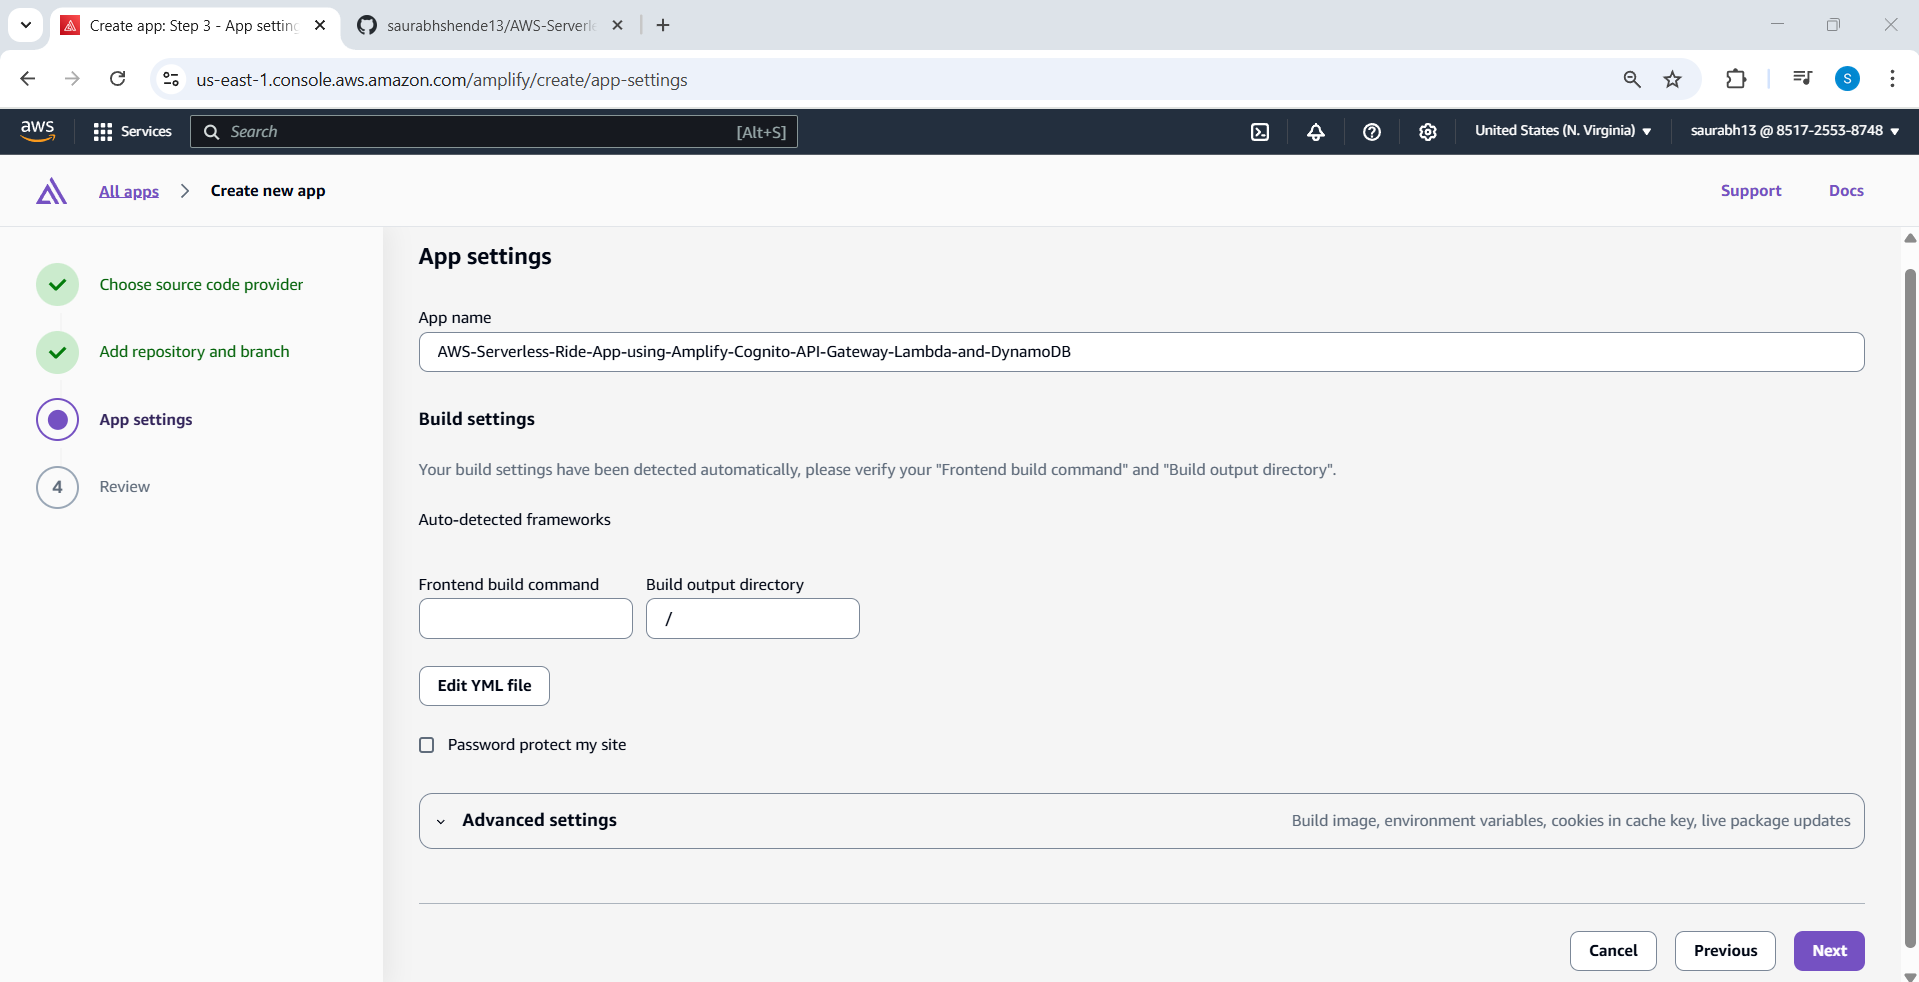 Create app: Step 3 - App setting
saurabhshende13/AWS-Serverle
us-east-1.console.aws.amazon.com/amplify/create/app-settings
S
aws
Services
Search
[Alt+S]
United States (N. Virginia)
saurabh13 @ 8517-2553-8748
All apps
Create new app
Support
Docs
Choose source code provider
Add repository and branch
App settings
4
Review
App settings
App name
AWS-Serverless-Ride-App-using-Amplify-Cognito-API-Gateway-Lambda-and-DynamoDB
Build settings
Your build settings have been detected automatically, please verify your "Frontend build command" and "Build output directory".
Auto-detected frameworks
Frontend build command
Build output directory
/
Edit YML file
Password protect my site
Advanced settings
Build image, environment variables, cookies in cache key, live package updates
Cancel
Previous
Next